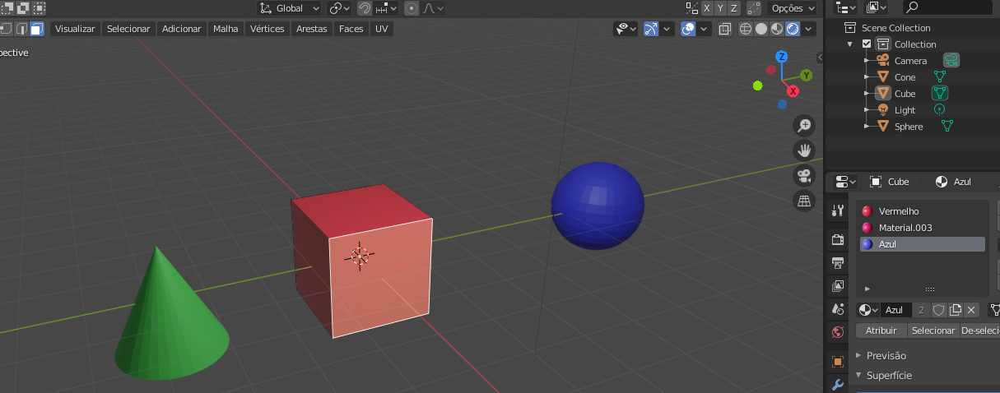 Global
X Y Z
Opções
Visualizar Selecionar Adicionar Malha Vértices Arestas Faces UV
pective
Z
Y
X
Scene Collection
Collection
Camera
Cone
Cube
Light
Sphere
Cube Azul
Vermelho
Material.003
Azul
Azul 2
Atribuir Selecionar De-seleci
Previsão
Superfície